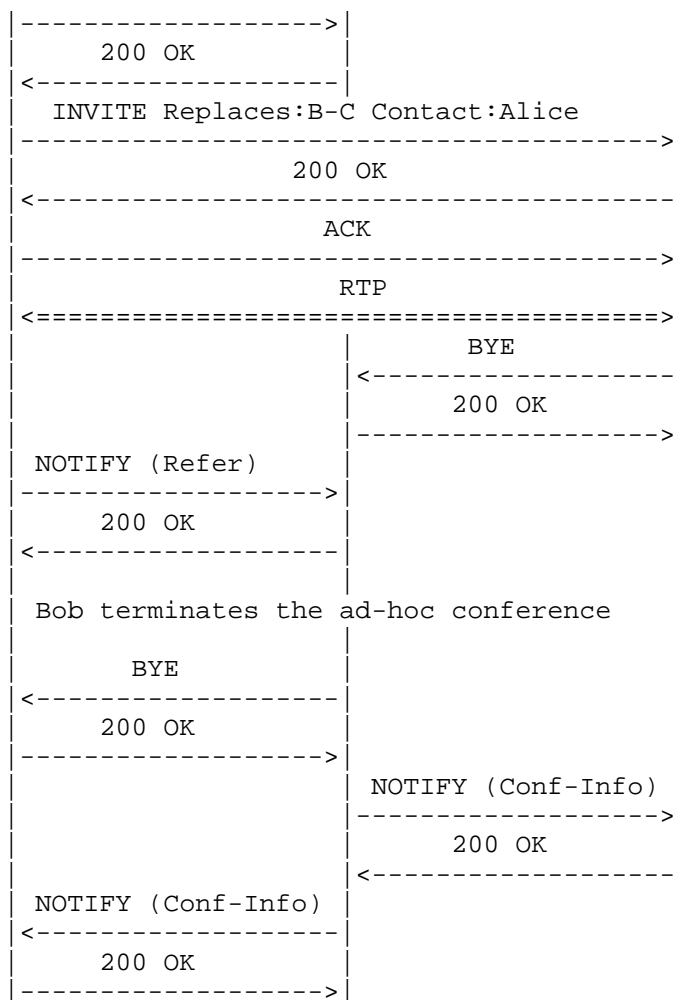 |------------------->|
|     200 OK         |
|<-------------------|
|  INVITE Replaces:B-C Contact:Alice
|---------------------------------------->
|                 200 OK
|<----------------------------------------
|                   ACK
|---------------------------------------->
|                    RTP
|<=======================================>
|                    |       BYE
|                    |<-------------------
|                    |      200 OK
|                    |------------------->
| NOTIFY (Refer)     |
|------------------->|
|     200 OK         |
|<-------------------|
|                    |
| Bob terminates the ad-hoc conference
|                    |
|       BYE          |
|<-------------------|
|     200 OK         |
|------------------->|
|                    | NOTIFY (Conf-Info)
|                    |------------------->
|                    |      200 OK
|                    |<-------------------
| NOTIFY (Conf-Info) |
|<-------------------|
|     200 OK         |
|------------------->|